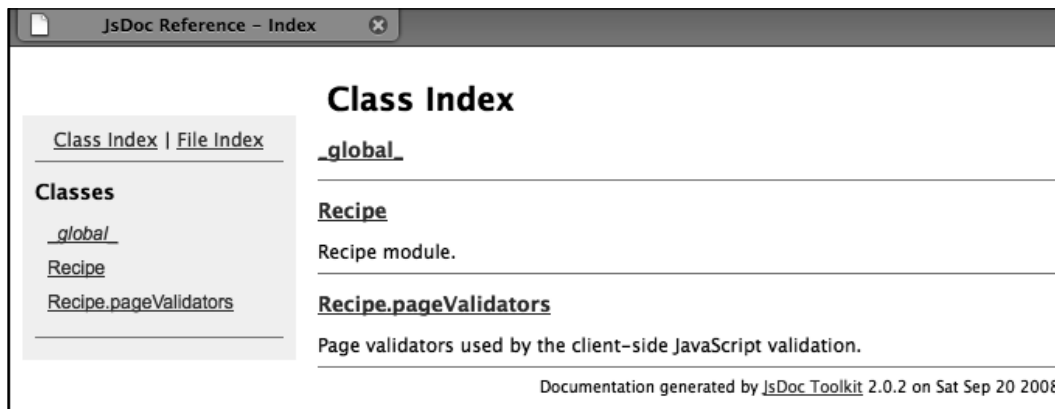 JsDoc Reference – Index
Class Index
Class Index | File Index
Classes
_global_
Recipe
Recipe.pageValidators
_global_
Recipe
Recipe module.
Recipe.pageValidators
Page validators used by the client-side JavaScript validation.
Documentation generated by JsDoc Toolkit 2.0.2 on Sat Sep 20 2008